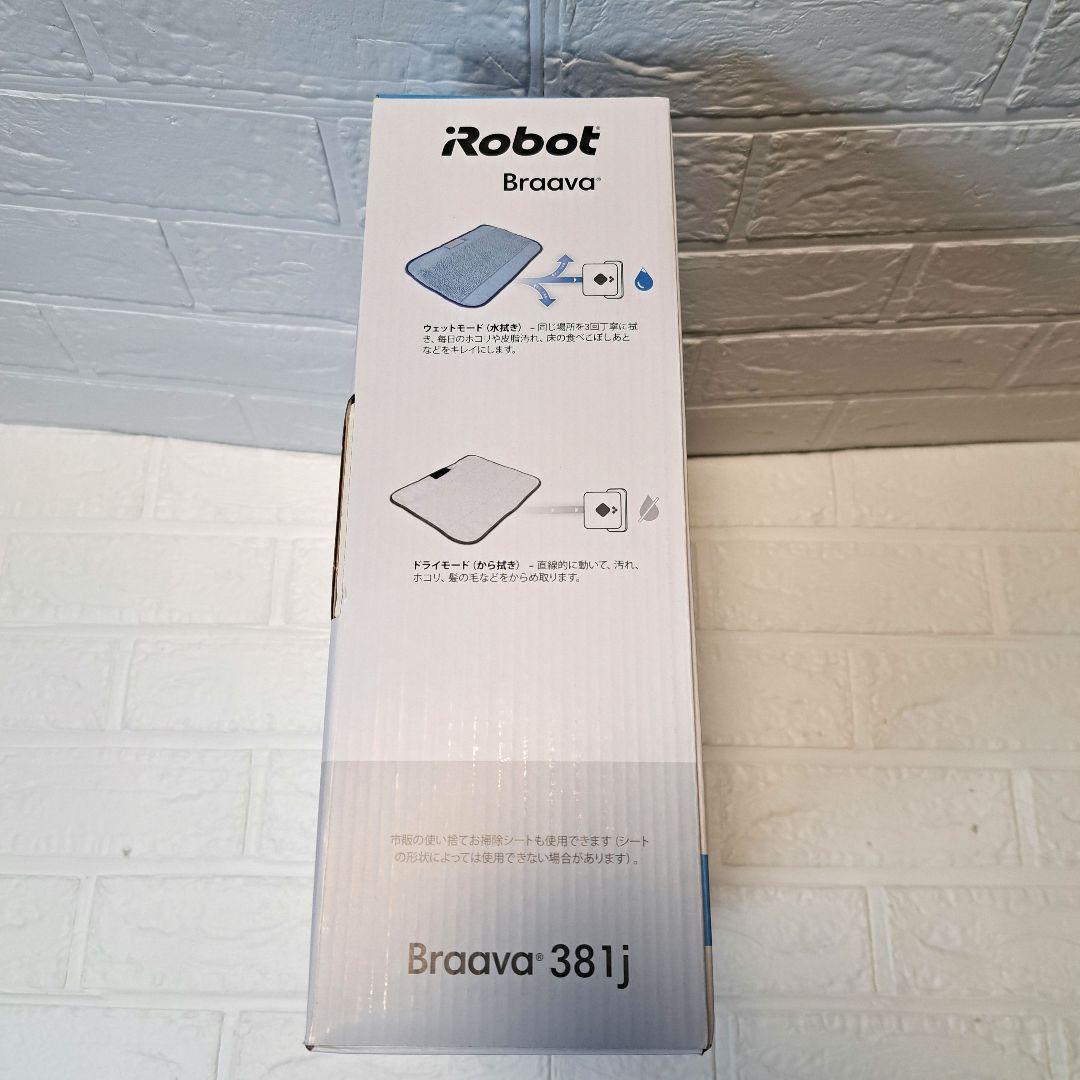 iRobot®
Braava®
ウェットモード（水拭き） – 同じ場所を3回丁寧に拭
き、毎日のホコリや皮脂汚れ、床の食べこぼしあと
などをキレイにします。
ドライモード（から拭き） – 直線的に動いて、汚れ、
ホコリ、髪の毛などをからめ取ります。
市販の使い捨てお掃除シートも使用できます（シート
の形状によっては使用できない場合があります）。
Braava® 381j